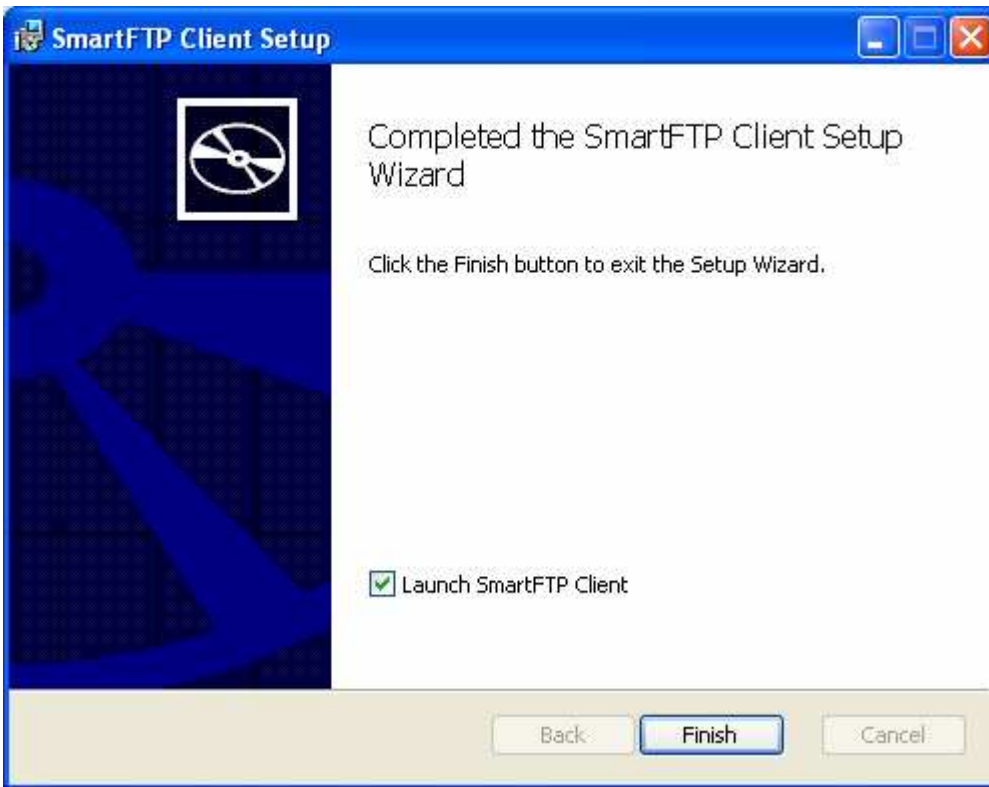 SmartFTP Client Setup
Completed the SmartFTP Client Setup
Wizard
Click the Finish button to exit the Setup Wizard.
Launch SmartFTP Client
Back
Finish
Cancel